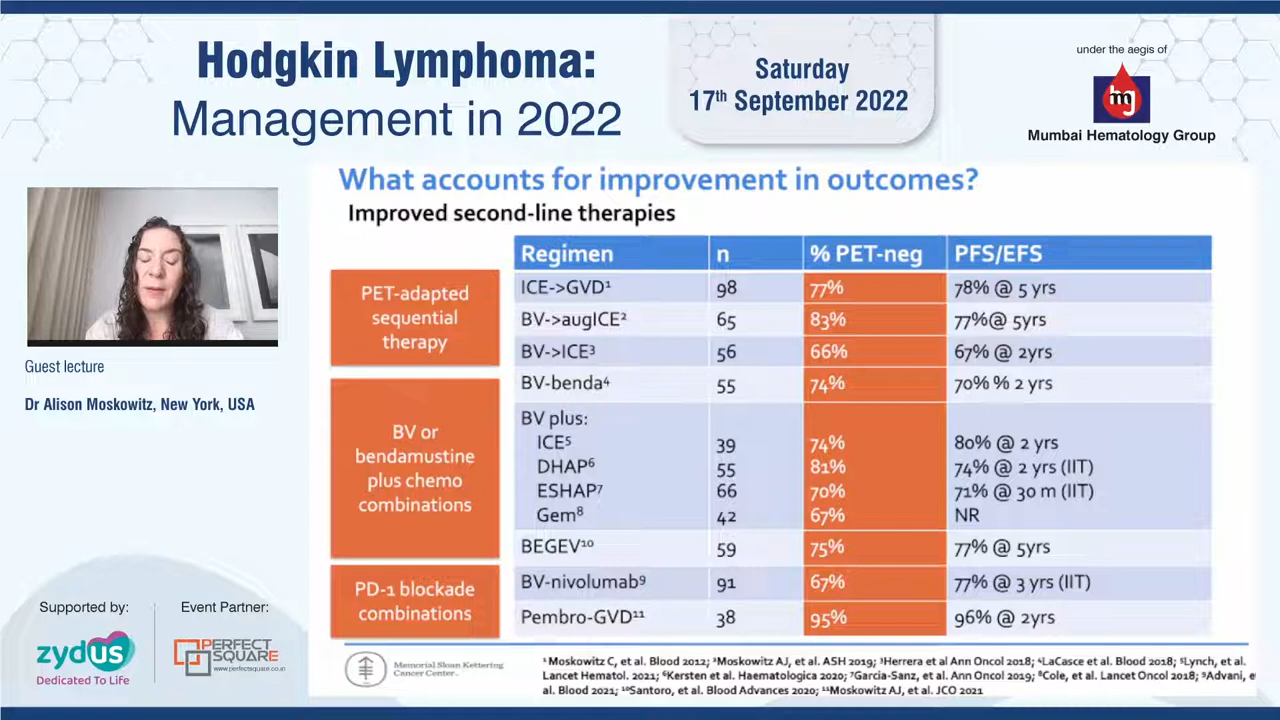 Hodgkin Lymphoma:
Management in 2022
Saturday
17th September 2022
under the aegis of
mg
Mumbai Hematology Group
Guest lecture
Dr Alison Moskowitz, New York, USA
Supported by:
Event Partner:
zydus
Dedicated To Life
PERFECT
SQUARE
www.perfectsquare.co.in
What accounts for improvement in outcomes?
Improved second-line therapies
Regimen n % PET-neg PFS/EFS
PET-adapted
sequential
therapy
ICE->GVD¹ 98 77% 78% @ 5 yrs
BV->augICE² 65 83% 77%@ 5yrs
BV->ICE³ 56 66% 67% @ 2yrs
BV or
bendamustine
plus chemo
combinations
BV-benda⁴ 55 74% 70% % 2 yrs
BV plus:
ICE⁵ 39 74% 80% @ 2 yrs
DHAP⁶ 55 81% 74% @ 2 yrs (IIT)
ESHAP⁷ 66 70% 71% @ 30 m (IIT)
Gem⁸ 42 67% NR
BEGEV¹⁰ 59 75% 77% @ 5yrs
PD-1 blockade
combinations
BV-nivolumab⁹ 91 67% 77% @ 3 yrs (IIT)
Pembro-GVD¹¹ 38 95% 96% @ 2yrs
Memorial Sloan Kettering
Cancer Center
¹ Moskowitz C, et al. Blood 2012; ²Moskowitz AJ, et al. ASH 2019; ³Herrera et al Ann Oncol 2018; ⁴LaCasce et al. Blood 2018; ⁵Lynch, et al.
Lancet Hematol. 2021; ⁶Kersten et al. Haematologica 2020; ⁷Garcia-Sanz, et al. Ann Oncol 2019; ⁸Cole, et al. Lancet Oncol 2018; ⁹Advani, e
al. Blood 2021; ¹⁰Santoro, et al. Blood Advances 2020; ¹¹Moskowitz AJ, et al. JCO 2021